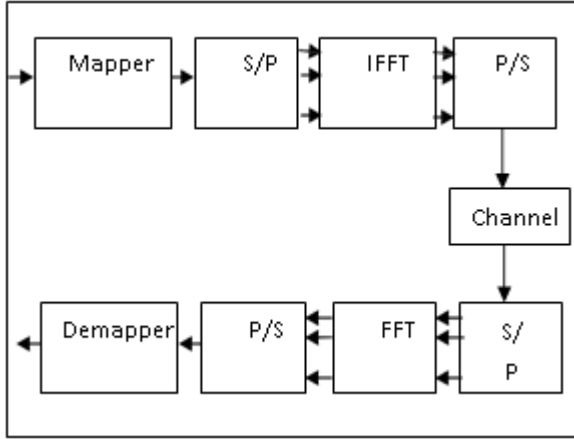 Mapper
S/P
IFFT
P/S
Channel
Demapper
P/S
FFT
S/
P